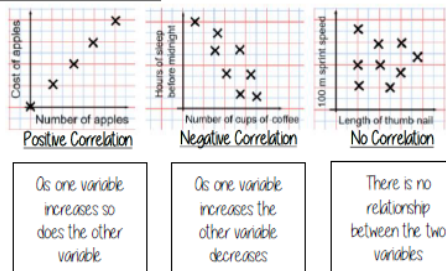 Cost of apples
Number of apples
Positive Correlation
As one variable
increases so
does the other
variable
Hours of sleep
before midnight
Number of cups of coffee
Negative Correlation
As one variable
increases the
other variable
decreases
100 m sprint speed
Length of thumb nail
No Correlation
There is no
relationship
between the two
variables